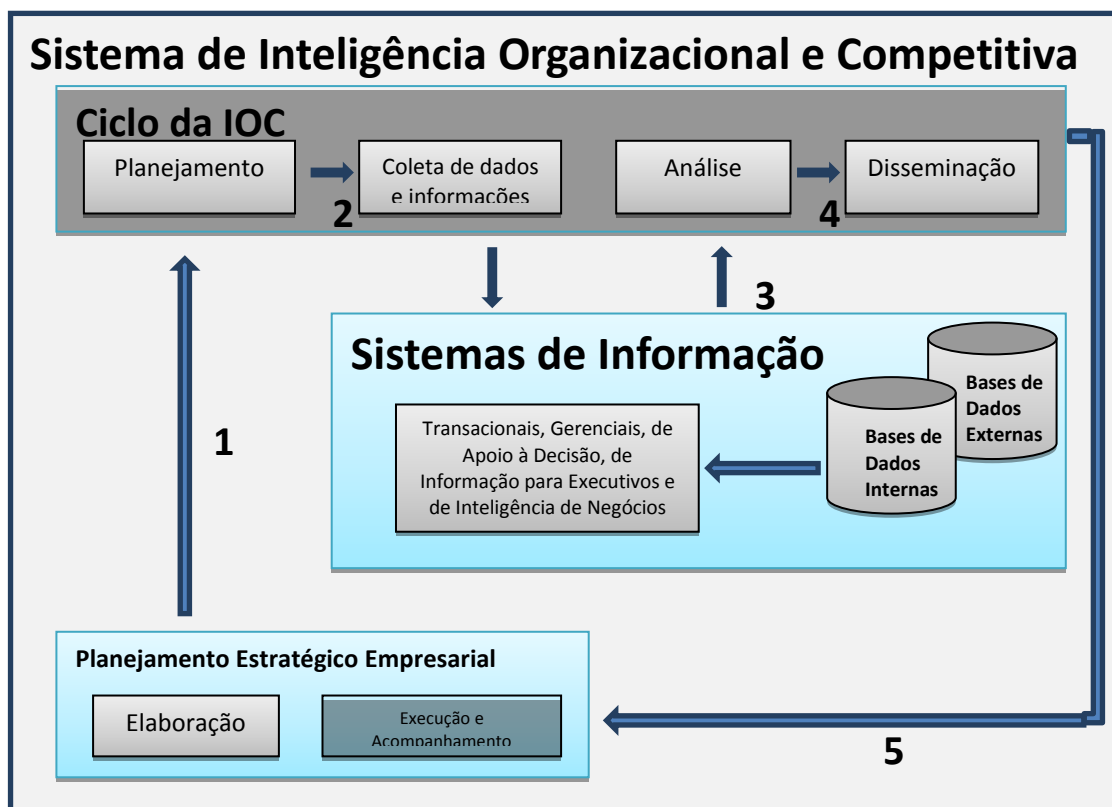 Sistema de Inteligência Organizacional e Competitiva
Ciclo da IOC
Planejamento
Coleta de dados
e informações
Análise
Disseminação
2
4
3
Sistemas de Informação
Bases de
Dados
Externas
Transacionais, Gerenciais, de
Apoio à Decisão, de
Informação para Executivos e
de Inteligência de Negócios
Bases de
Dados
Internas
1
Planejamento Estratégico Empresarial
Elaboração
Execução e
Acompanhamento
5